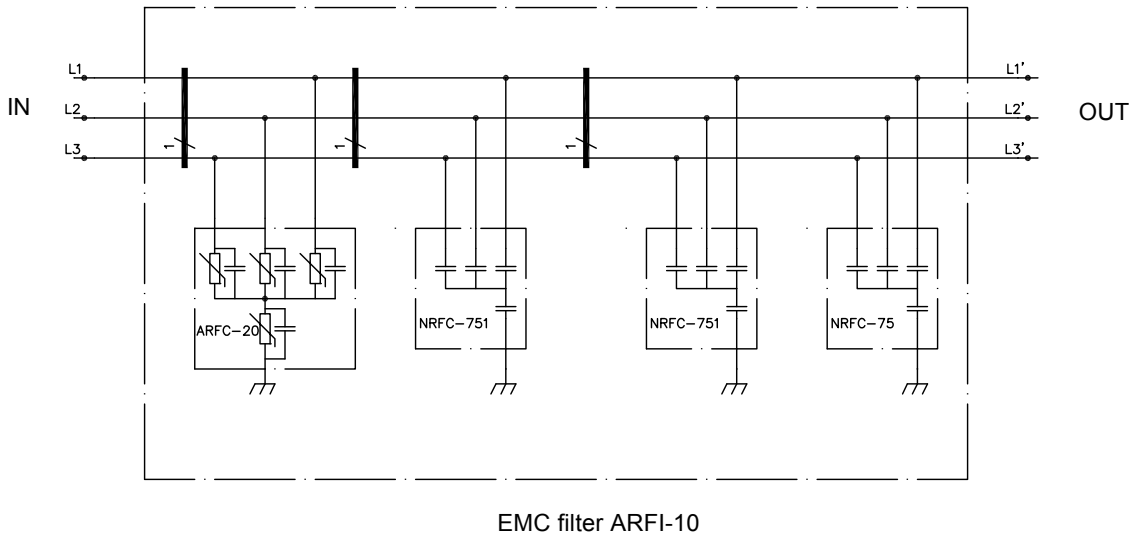 L1
L1'
IN
L2
L2'
OUT
1
1
1
L3
L3'
ARFC-20
NRFC-751
NRFC-751
NRFC-75
EMC filter ARFI-10